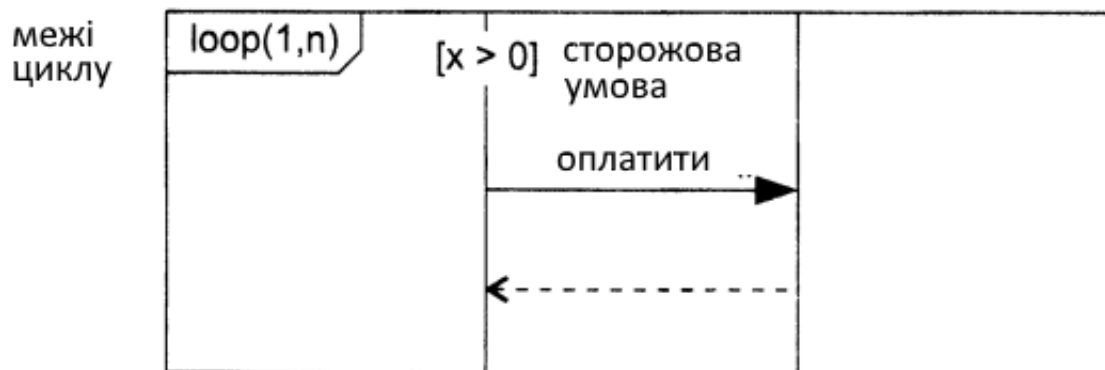 межі
циклу
loop(1,n)
[x > 0] сторожова
умова
оплатити